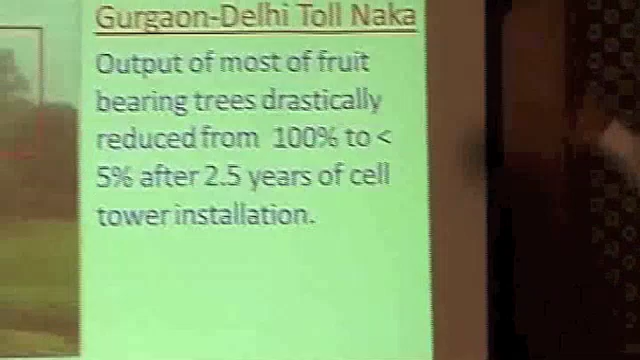 Gurgaon-Delhi Toll Naka
Output of most of fruit
bearing trees drastically
reduced from 100% to <
5% after 2.5 years of cell
tower installation.